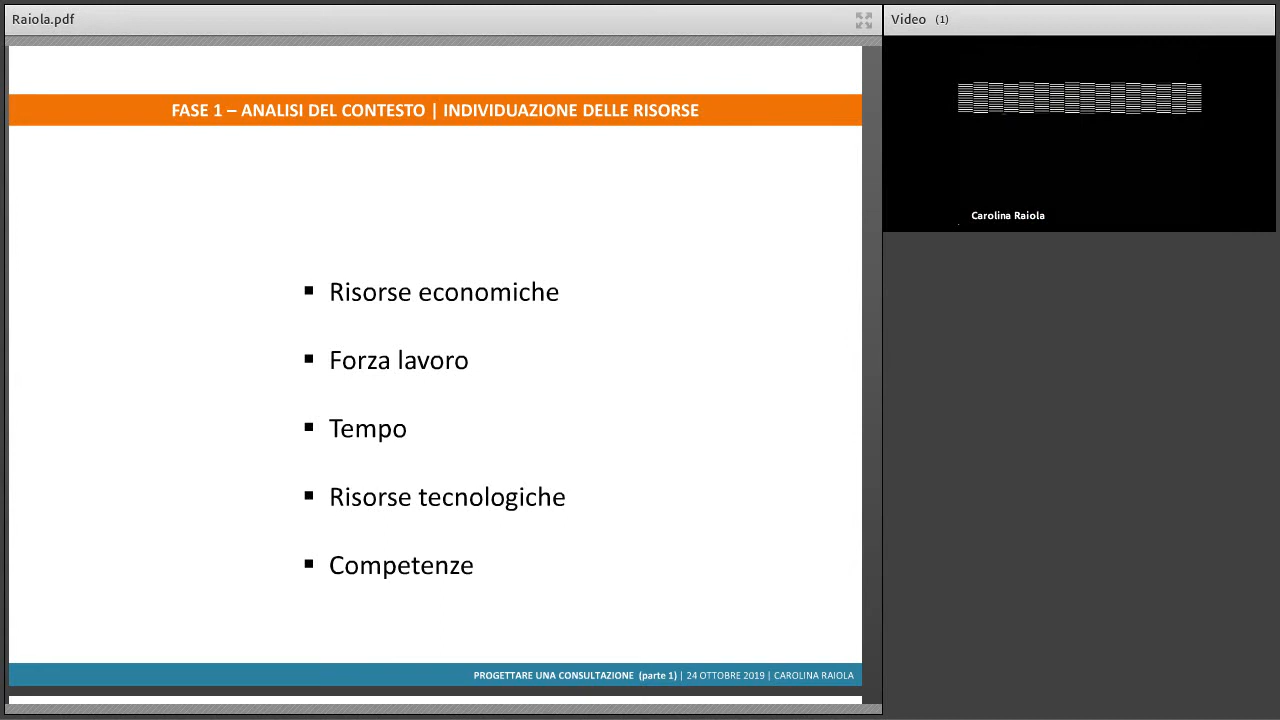 Raiola.pdf
Video (1)
FASE 1 – ANALISI DEL CONTESTO | INDIVIDUAZIONE DELLE RISORSE
Carolina Raiola
▪ Risorse economiche
▪ Forza lavoro
▪ Tempo
▪ Risorse tecnologiche
▪ Competenze
PROGETTARE UNA CONSULTAZIONE (parte 1) | 24 OTTOBRE 2019 | CAROLINA RAIOLA